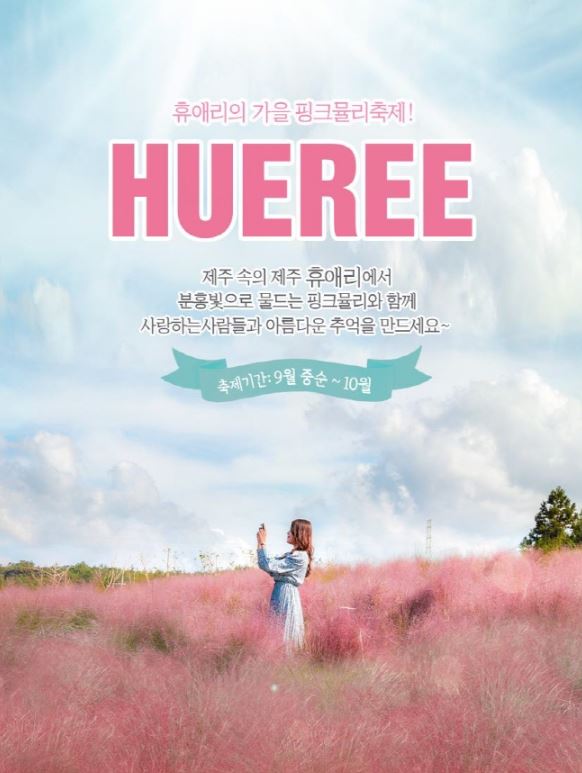 휴애리의 가을 핑크뮬리축제!
HUEREE
제주 속의 제주 휴애리에서
분홍빛으로 물드는 핑크뮬리와 함께
사랑하는사람들과 아름다운 추억을 만드세요~
축제기간: 9월 중순 ~ 10월